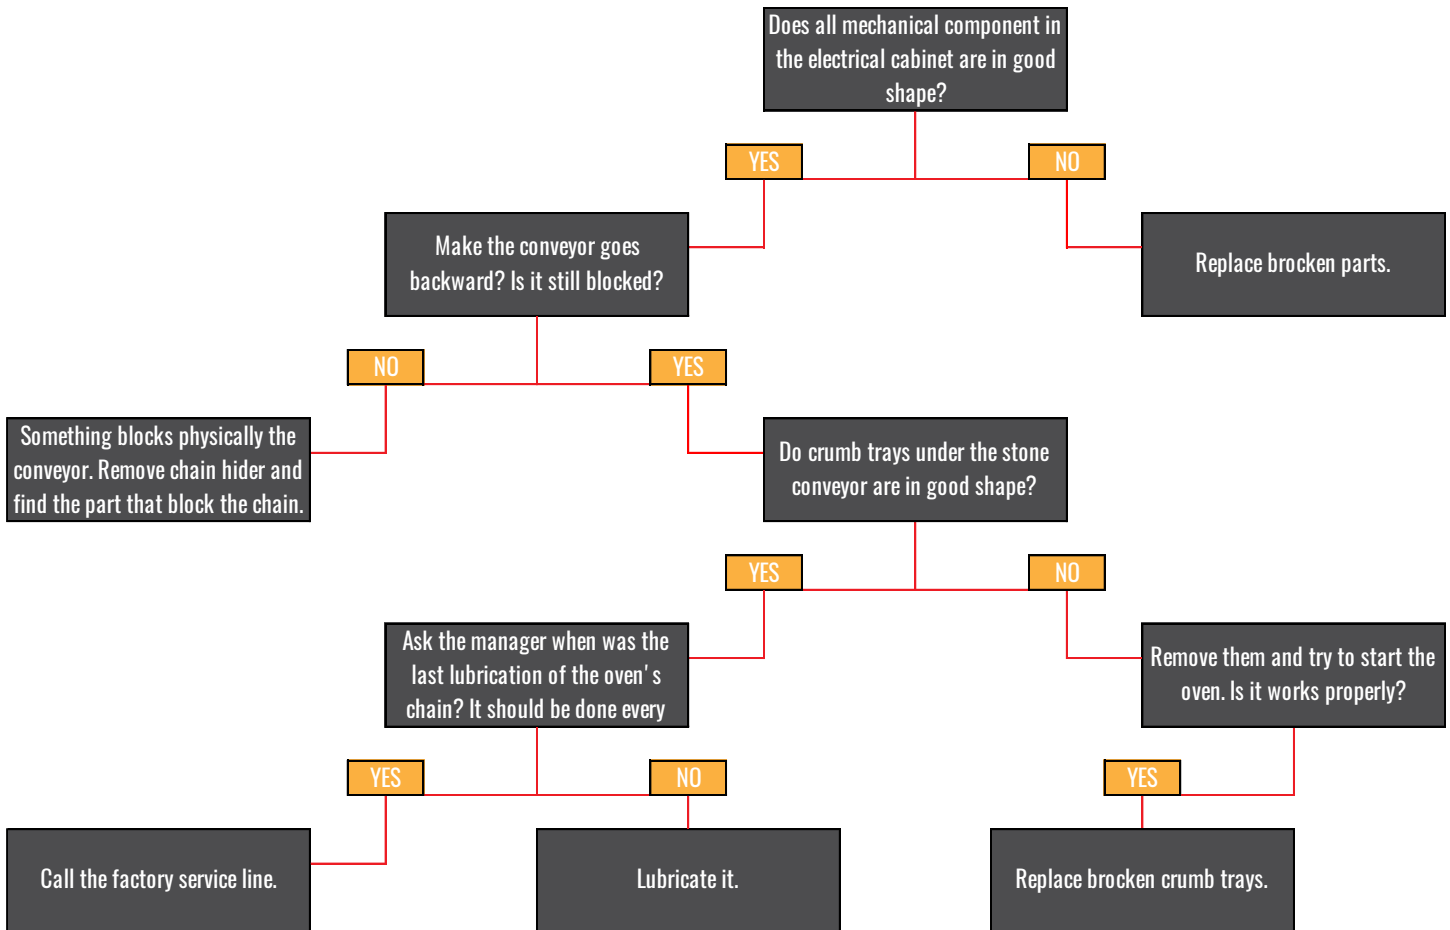 Does all mechanical component in
the electrical cabinet are in good
shape?
YES
NO
Make the conveyor goes
backward? Is it still blocked?
Replace brocken parts.
NO
YES
Something blocks physically the
conveyor. Remove chain hider and
find the part that block the chain.
Do crumb trays under the stone
conveyor are in good shape?
YES
NO
Ask the manager when was the
last lubrication of the oven's
chain? It should be done every
Remove them and try to start the
oven. Is it works properly?
YES
NO
YES
Call the factory service line.
Lubricate it.
Replace brocken crumb trays.